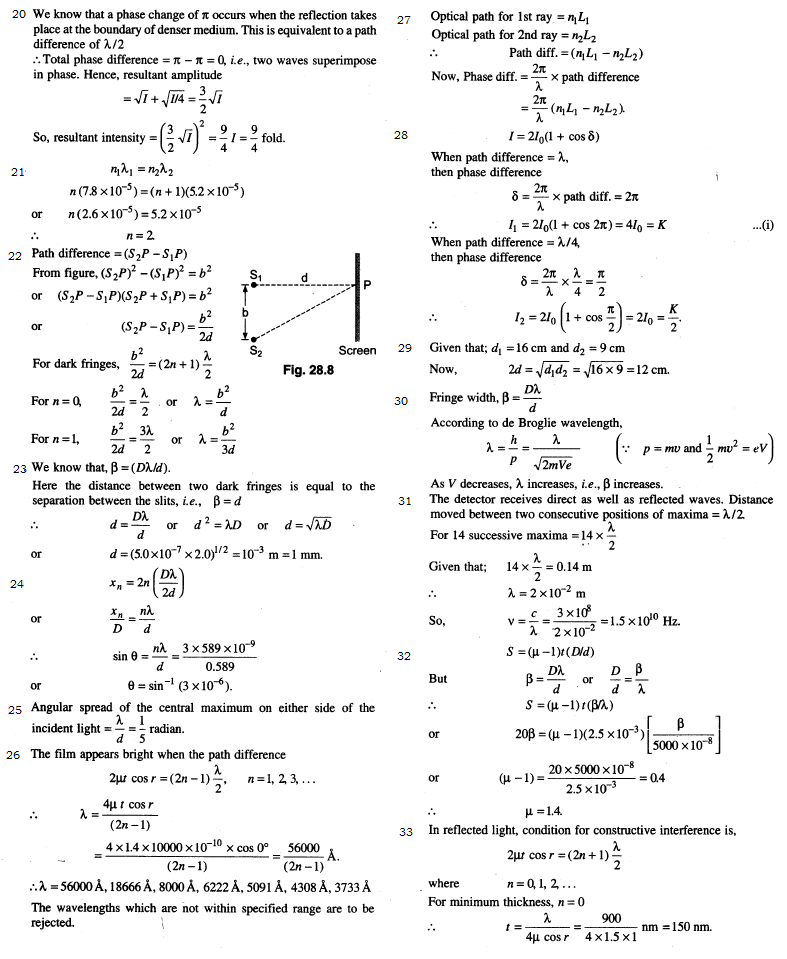 20 We know that a phase change of π occurs when the reflection takes
place at the boundary of denser medium. This is equivalent to a path
difference of λ/2
∴Total phase difference = π − π = 0, i.e., two waves superimpose
in phase. Hence, resultant amplitude
= √I + √I/4 = 3/2 √I
So, resultant intensity = (3/2 √I)² = 9/4 I = 9/4 fold.
21 n₁λ₁ = n₂λ₂
n(7.8 × 10⁻⁵) = (n + 1)(5.2 × 10⁻⁵)
or n(2.6 × 10⁻⁵) = 5.2 × 10⁻⁵
∴ n = 2.
22 Path difference = (S₂P − S₁P)
From figure, (S₂P)² − (S₁P)² = b²
or (S₂P − S₁P)(S₂P + S₁P) = b²
or (S₂P − S₁P) = b²/2d
For dark fringes, b²/2d = (2n + 1) λ/2
For n = 0, b²/2d = λ/2 or λ = b²/d
For n = 1, b²/2d = 3λ/2 or λ = b²/3d
S₁ d P
b
S₂ Screen
Fig. 28.8
23 We know that, β = (Dλ/d).
Here the distance between two dark fringes is equal to the
separation between the slits, i.e., β = d
∴ d = Dλ/d or d² = λD or d = √λD
or d = (5.0 × 10⁻⁷ × 2.0)^1/2 = 10⁻³ m = 1 mm.
24 xₙ = 2n (Dλ/2d)
or xₙ/D = nλ/d
∴ sin θ = nλ/d = 3 × 589 × 10⁻⁹/0.589
or θ = sin⁻¹ (3 × 10⁻⁶).
25 Angular spread of the central maximum on either side of the
incident light = λ/d = 1/5 radian.
26 The film appears bright when the path difference
2μt cos r = (2n − 1) λ/2, n = 1, 2, 3, ...
∴ λ = 4μ t cos r/(2n − 1)
= 4 × 1.4 × 10000 × 10⁻¹⁰ × cos 0°/(2n − 1) = 56000/(2n − 1) Å.
∴ λ = 56000 Å, 18666 Å, 8000 Å, 6222 Å, 5091 Å, 4308 Å, 3733 Å
The wavelengths which are not within specified range are to be
rejected.
27 Optical path for 1st ray = n₁L₁
Optical path for 2nd ray = n₂L₂
∴ Path diff. = (n₁L₁ − n₂L₂)
Now, Phase diff. = 2π/λ × path difference
= 2π/λ (n₁L₁ − n₂L₂).
28 I = 2I₀(1 + cos δ)
When path difference = λ,
then phase difference
δ = 2π/λ × path diff. = 2π
∴ I₁ = 2I₀(1 + cos 2π) = 4I₀ = K ...(i)
When path difference = λ/4,
then phase difference
δ = 2π/λ × λ/4 = π/2
∴ I₂ = 2I₀ (1 + cos π/2) = 2I₀ = K/2.
29 Given that; d₁ = 16 cm and d₂ = 9 cm
Now, 2d = √d₁d₂ = √16 × 9 = 12 cm.
30 Fringe width, β = Dλ/d
According to de Broglie wavelength,
λ = h/p = λ/√2mVe (∵ p = mv and 1/2 mv² = eV)
As V decreases, λ increases, i.e., β increases.
31 The detector receives direct as well as reflected waves. Distance
moved between two consecutive positions of maxima = λ/2.
For 14 successive maxima = 14 × λ/2
Given that; 14 × λ/2 = 0.14 m
∴ λ = 2 × 10⁻² m
So, ν = c/λ = 3 × 10⁸/2 × 10⁻² = 1.5 × 10¹⁰ Hz.
32 S = (μ − 1)t(D/d)
But β = Dλ/d or D/d = β/λ
∴ S = (μ − 1)t(β/λ)
or 20β = (μ − 1)(2.5 × 10⁻³) [β/5000 × 10⁻⁸]
or (μ − 1) = 20 × 5000 × 10⁻⁸/2.5 × 10⁻³ = 0.4
∴ μ = 1.4.
33 In reflected light, condition for constructive interference is,
2μt cos r = (2n + 1) λ/2
where n = 0, 1, 2, ...
For minimum thickness, n = 0
∴ t = λ/4μ cos r = 900/4 × 1.5 × 1 nm = 150 nm.